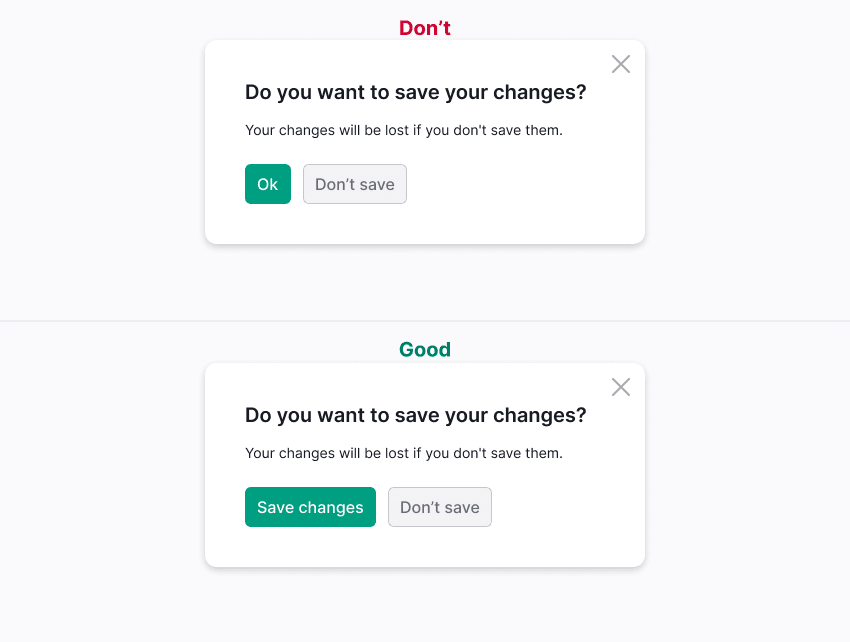 Don’t
Do you want to save your changes?
Your changes will be lost if you don't save them.
Ok
Don’t save
Good
Do you want to save your changes?
Your changes will be lost if you don't save them.
Save changes
Don’t save